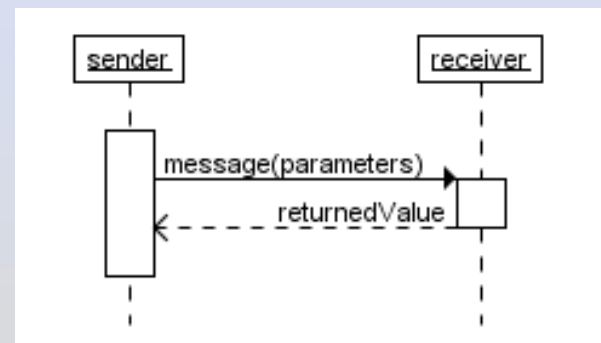 sender
receiver
message(parameters)
returnedValue